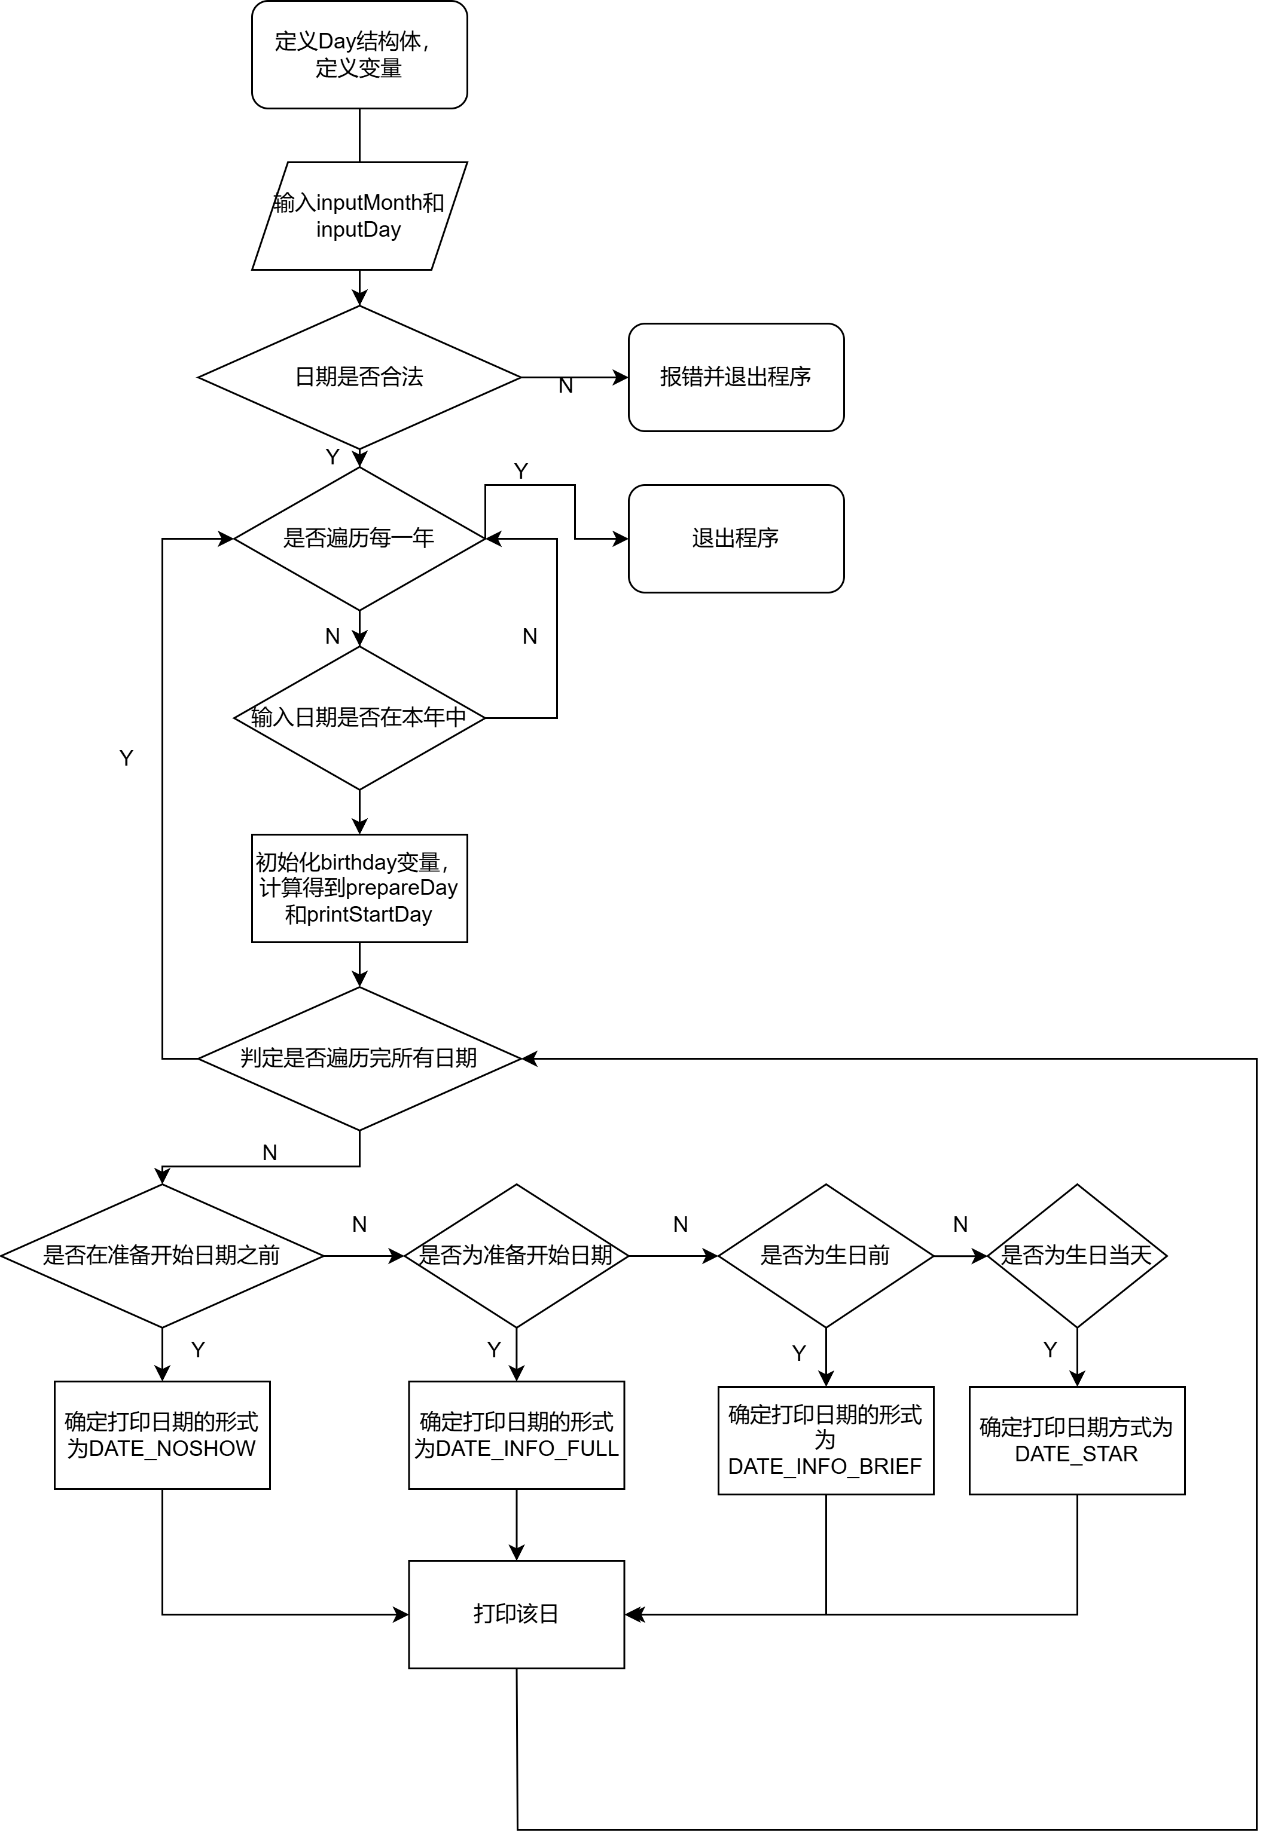 定义Day结构体，
定义变量
输入inputMonth和
inputDay
日期是否合法
N
报错并退出程序
Y
Y
是否遍历每一年
退出程序
N
N
输入日期是否在本年中
Y
初始化birthday变量，
计算得到prepareDay
和printStartDay
判定是否遍历完所有日期
N
是否在准备开始日期之前
N
是否为准备开始日期
N
是否为生日前
N
是否为生日当天
Y
Y
Y
Y
确定打印日期的形式
为DATE_NOSHOW
确定打印日期的形式
为DATE_INFO_FULL
确定打印日期的形式
为
DATE_INFO_BRIEF
确定打印日期方式为
DATE_STAR
打印该日